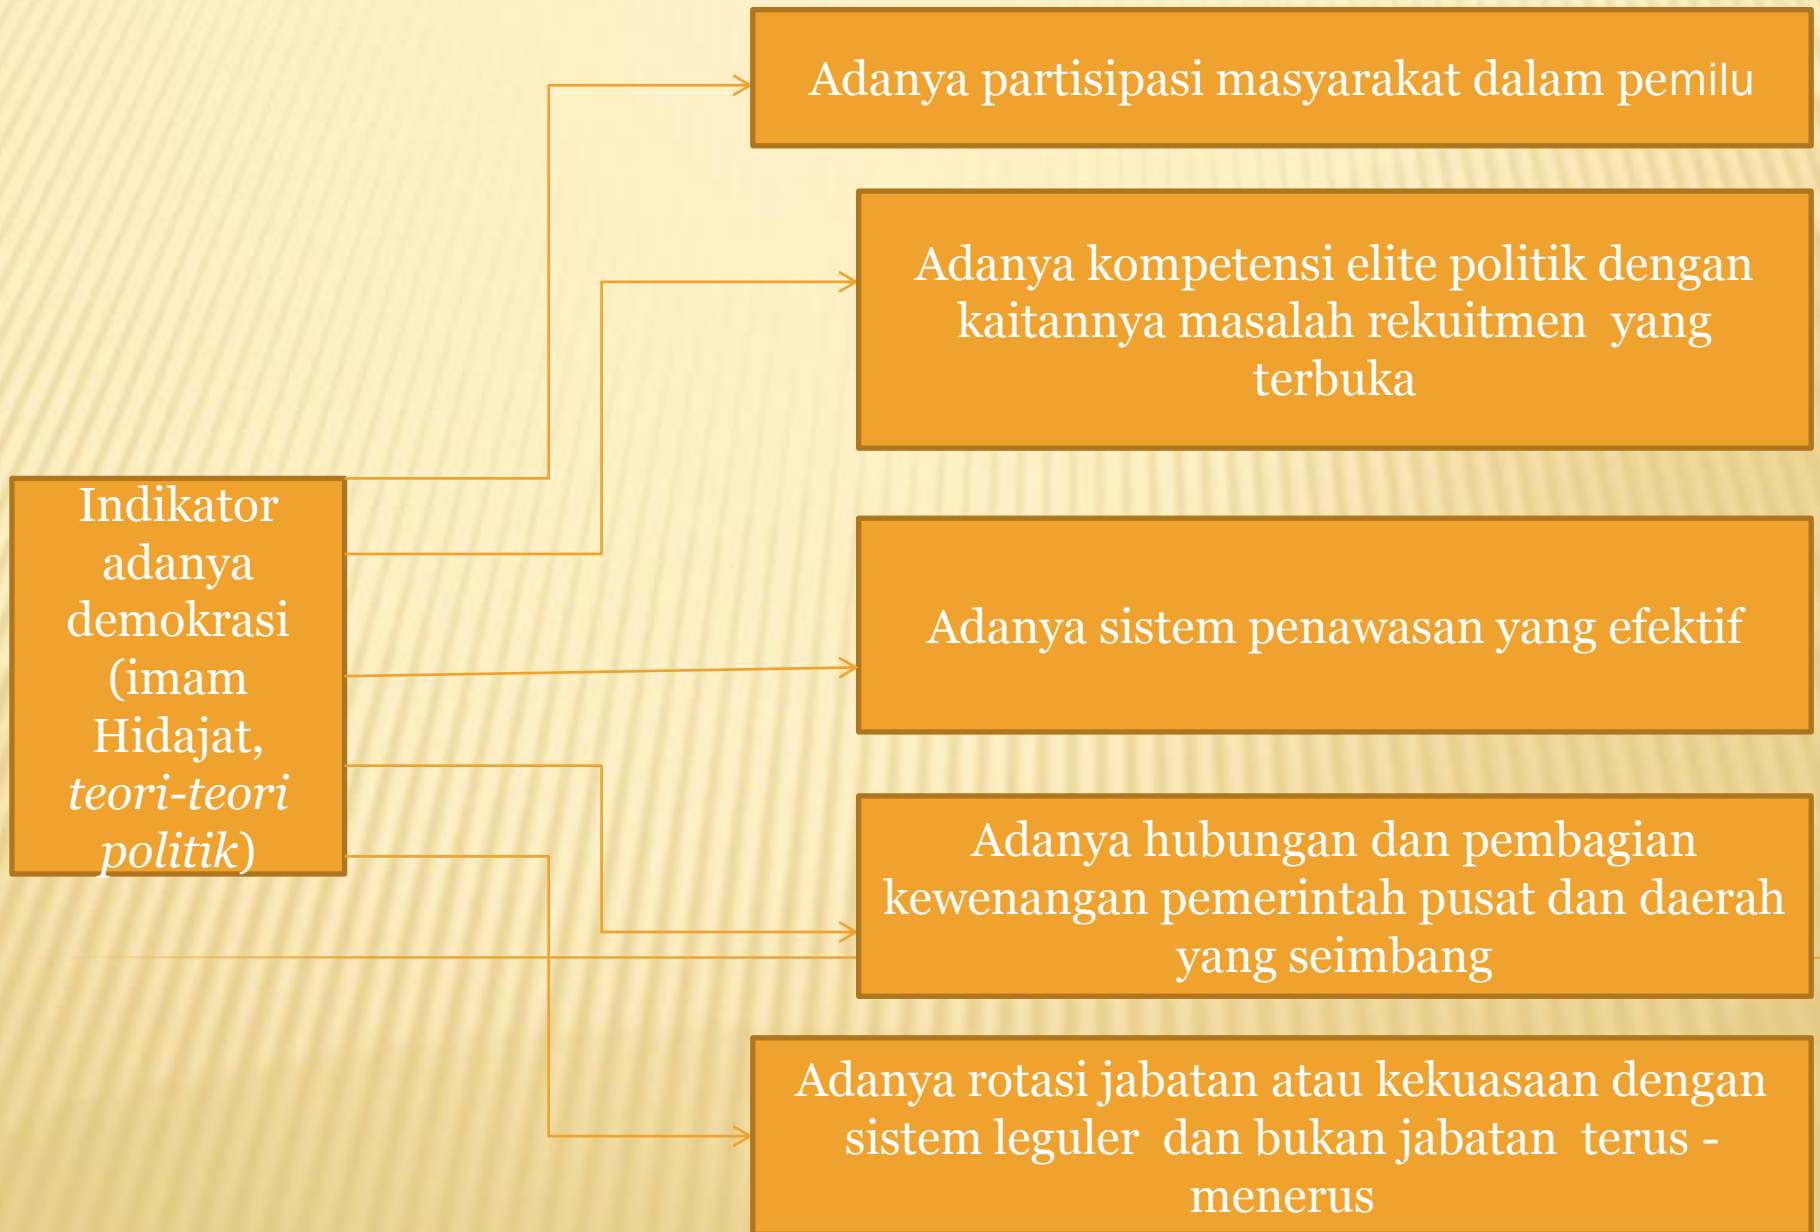 Adanya partisipasi masyarakat dalam pemilu
Adanya kompetensi elite politik dengan
kaitannya masalah rekuitmen  yang
terbuka
Indikator
adanya
demokrasi
(imam
Hidajat,
teori-teori
politik)
Adanya sistem penawasan yang efektif
Adanya hubungan dan pembagian
kewenangan pemerintah pusat dan daerah
yang seimbang
Adanya rotasi jabatan atau kekuasaan dengan
sistem leguler  dan bukan jabatan  terus -
menerus